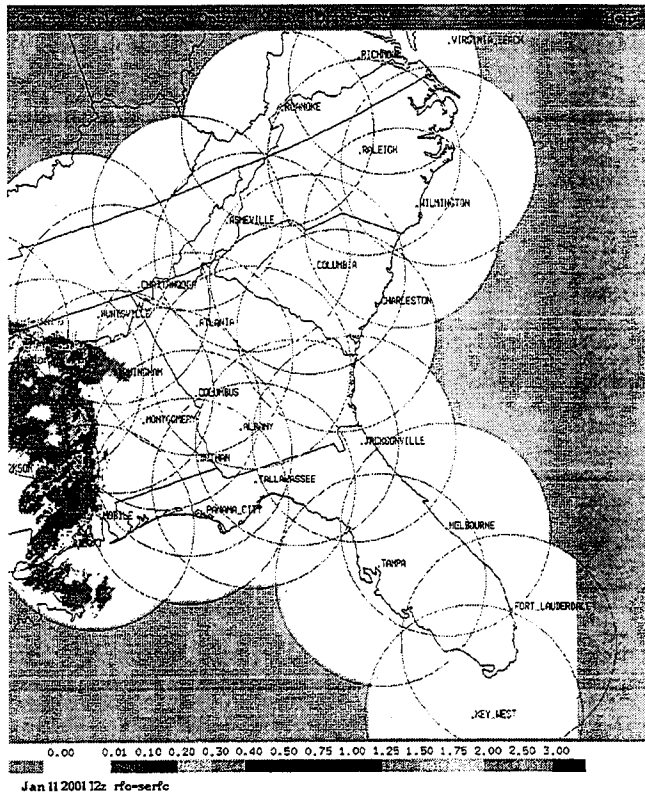 VIRGINIA_BEACH
RICHMOND
ROANOKE
RALEIGH
WILMINGTON
ASHEVILLE
COLUMBIA
CHATTANOOGA
CHARLESTON
HUNTSVILLE
ATLANTA
COLUMBUS
MONTGOMERY
ALBANY
JACKSONVILLE
DOTHAN
TALLAHASSEE
MOBILE
PANAMA_CITY
MELBOURNE
TAMPA
FORT_LAUDERDALE
KEY_WEST
0.00 0.01 0.10 0.20 0.30 0.40 0.50 0.75 1.00 1.25 1.50 1.75 2.00 2.50 3.00
Jan 11 2001 12z rfo=serfc